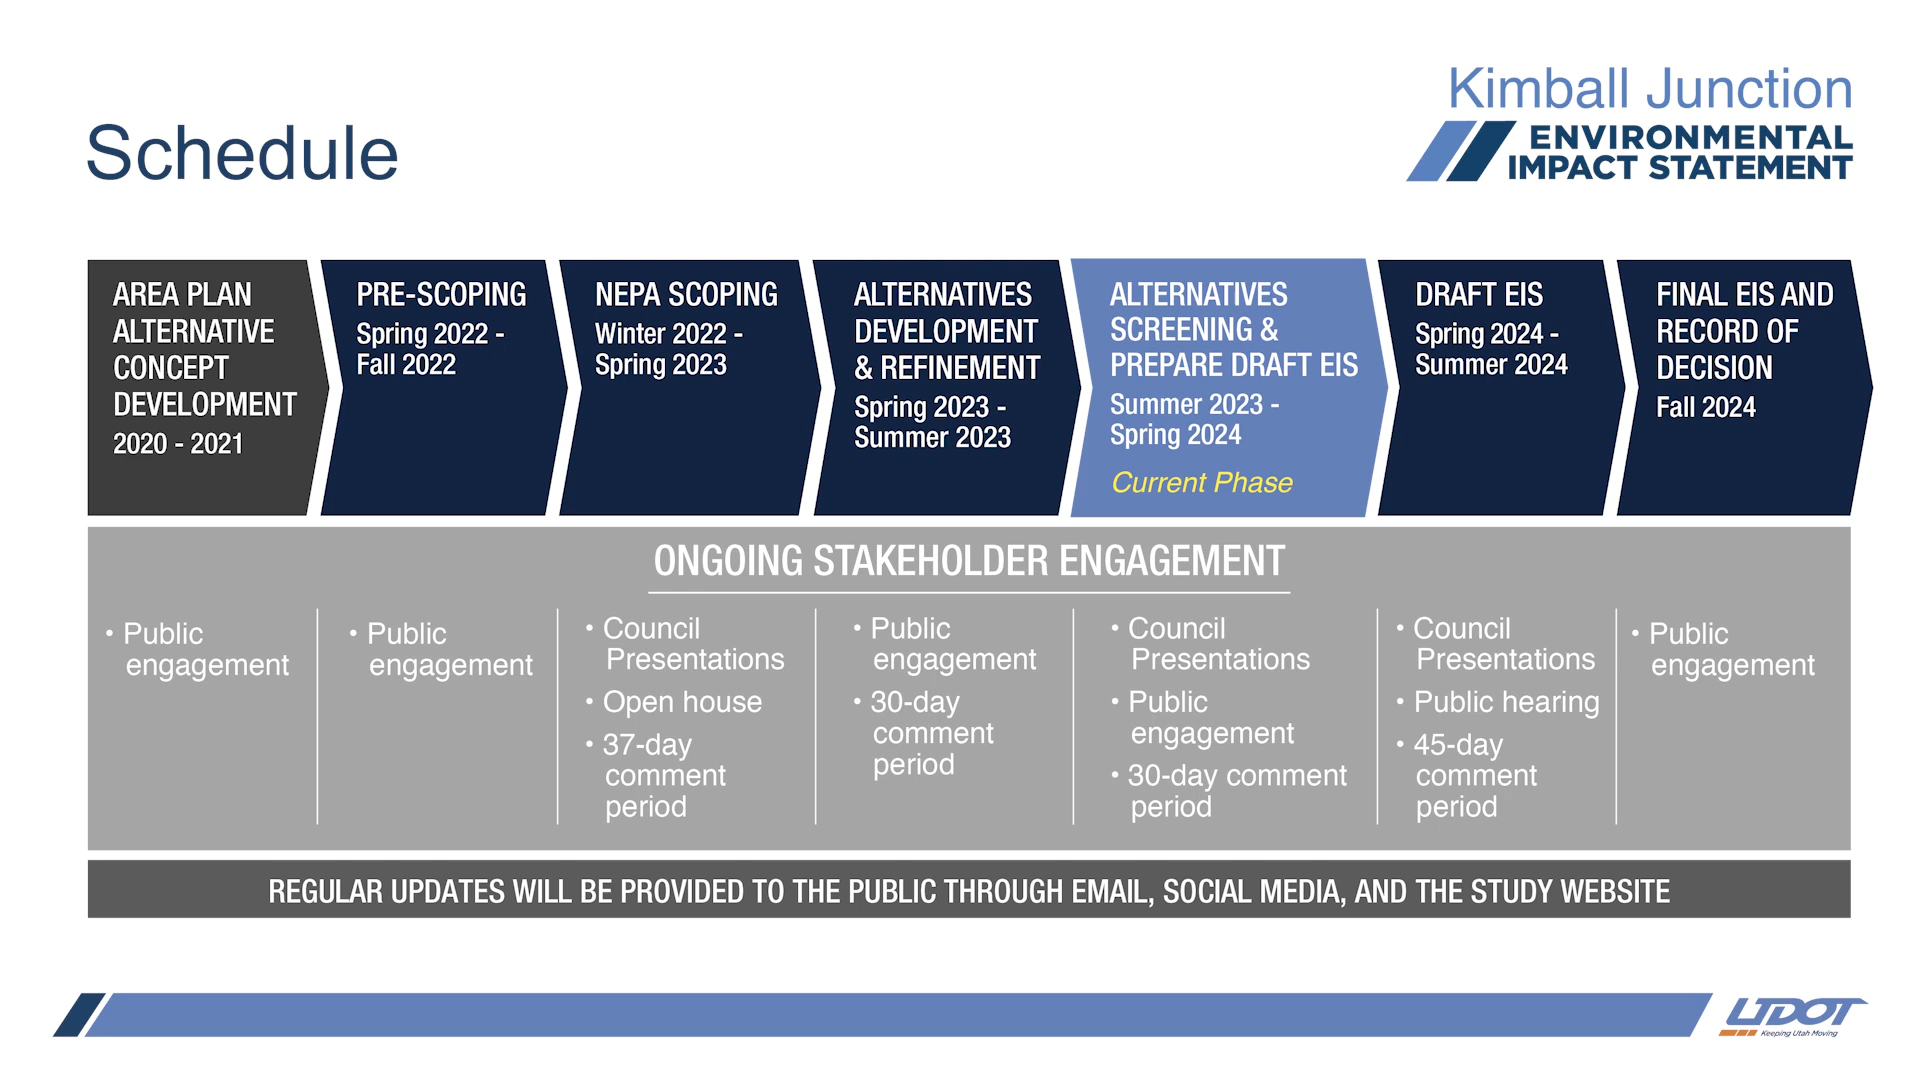 Kimball Junction
ENVIRONMENTAL
IMPACT STATEMENT
Schedule
AREA PLAN
ALTERNATIVE
CONCEPT
DEVELOPMENT
2020 - 2021
PRE-SCOPING
Spring 2022 -
Fall 2022
NEPA SCOPING
Winter 2022 -
Spring 2023
ALTERNATIVES
DEVELOPMENT
& REFINEMENT
Spring 2023 -
Summer 2023
ALTERNATIVES
SCREENING &
PREPARE DRAFT EIS
Summer 2023 -
Spring 2024
Current Phase
DRAFT EIS
Spring 2024 -
Summer 2024
FINAL EIS AND
RECORD OF
DECISION
Fall 2024
ONGOING STAKEHOLDER ENGAGEMENT
• Public
engagement
• Public
engagement
• Council
Presentations
• Open house
• 37-day
comment
period
• Public
engagement
• 30-day
comment
period
• Council
Presentations
• Public
engagement
• 30-day comment
period
• Council
Presentations
• Public hearing
• 45-day
comment
period
• Public
engagement
REGULAR UPDATES WILL BE PROVIDED TO THE PUBLIC THROUGH EMAIL, SOCIAL MEDIA, AND THE STUDY WEBSITE
UDOT
Keeping Utah Moving